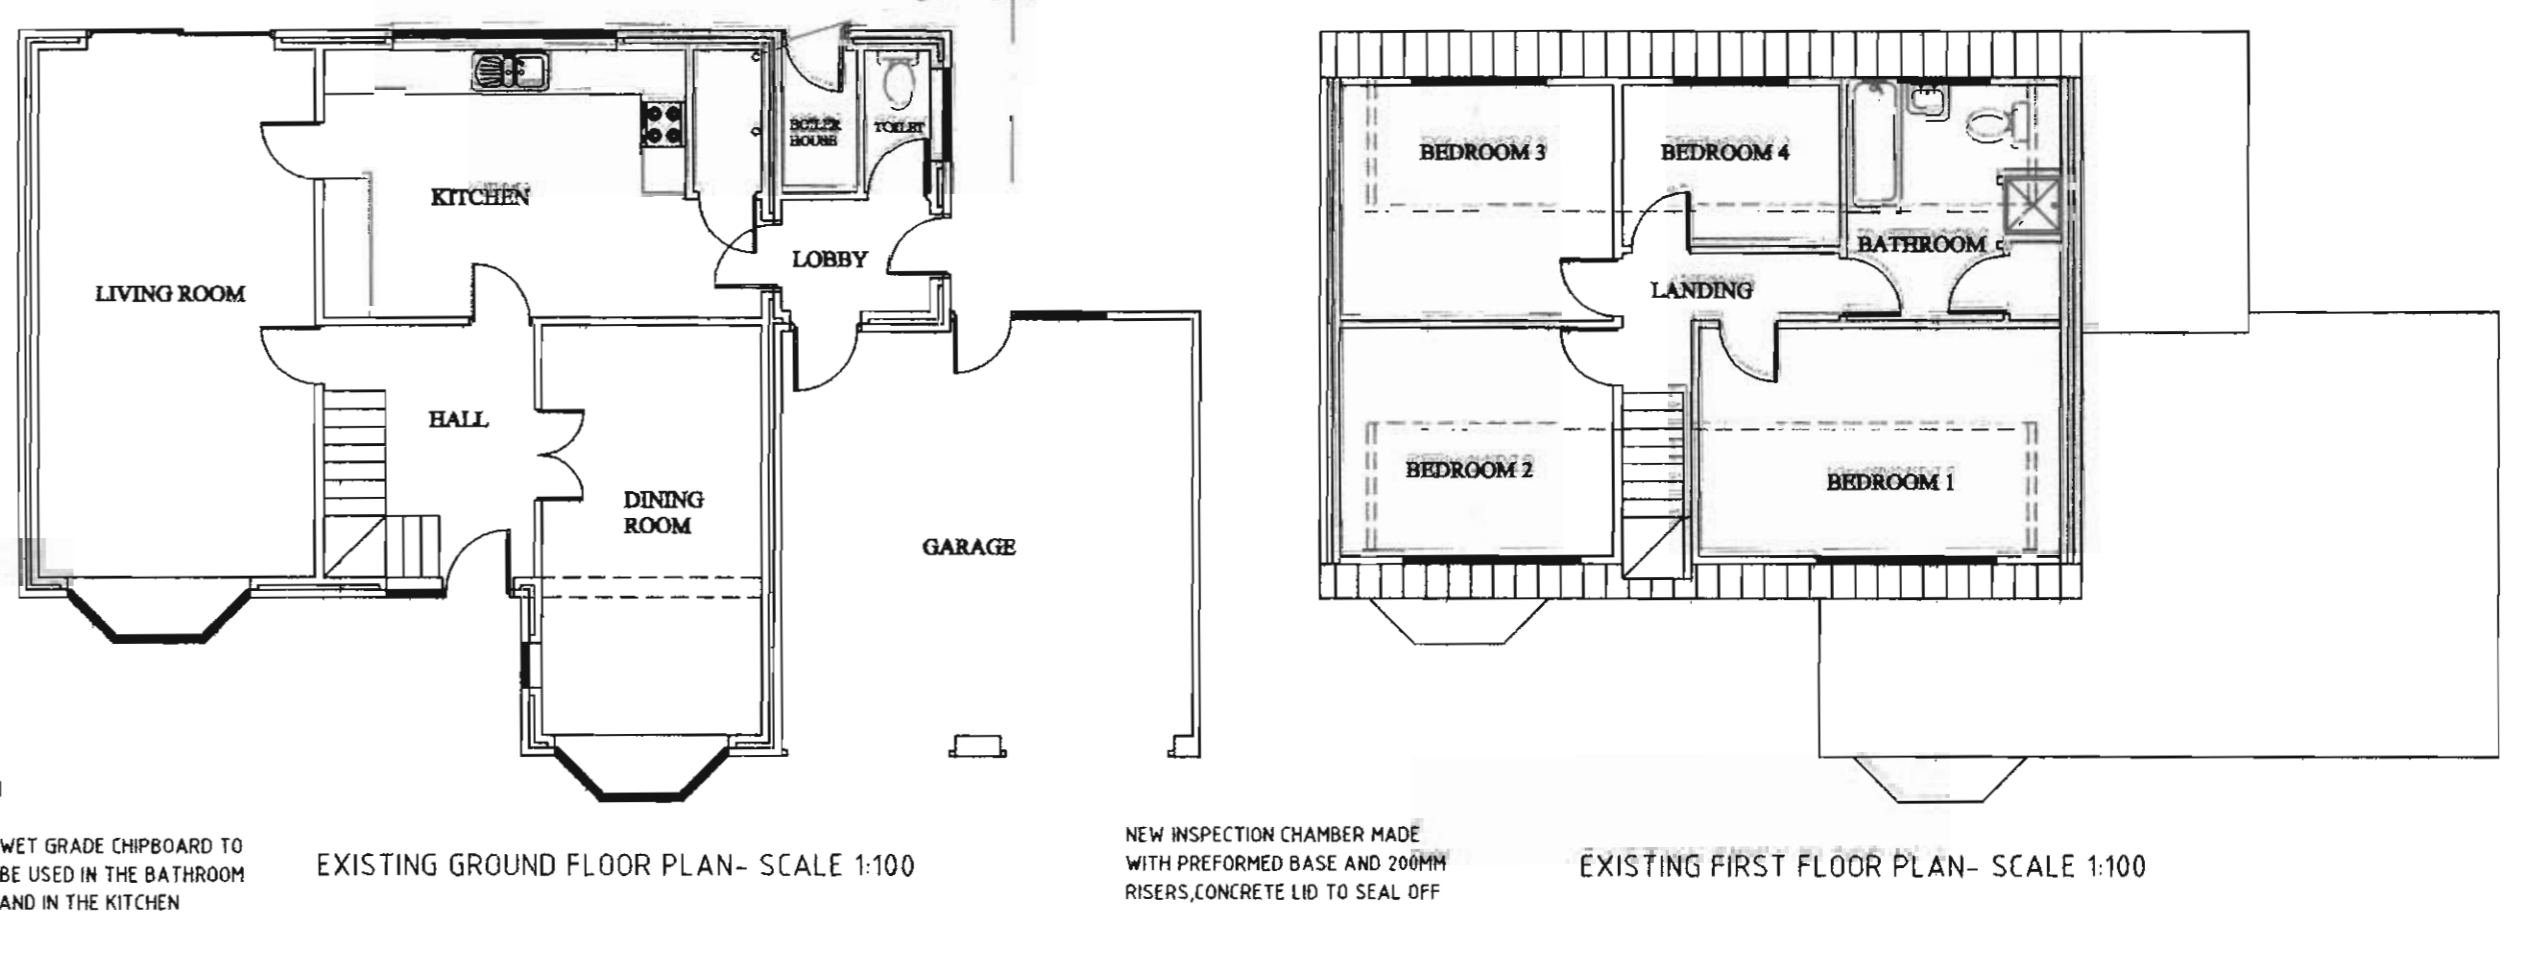 BOILER
HOUSE
TOILET
KITCHEN
LOBBY
LIVING ROOM
HALL
DINING
ROOM
GARAGE
BEDROOM 3
BEDROOM 4
BATHROOM
LANDING
BEDROOM 2
BEDROOM 1
WET GRADE CHIPBOARD TO
BE USED IN THE BATHROOM
AND IN THE KITCHEN
EXISTING GROUND FLOOR PLAN- SCALE 1:100
NEW INSPECTION CHAMBER MADE
WITH PREFORMED BASE AND 200MM
RISERS,CONCRETE LID TO SEAL OFF
EXISTING FIRST FLOOR PLAN- SCALE 1:100